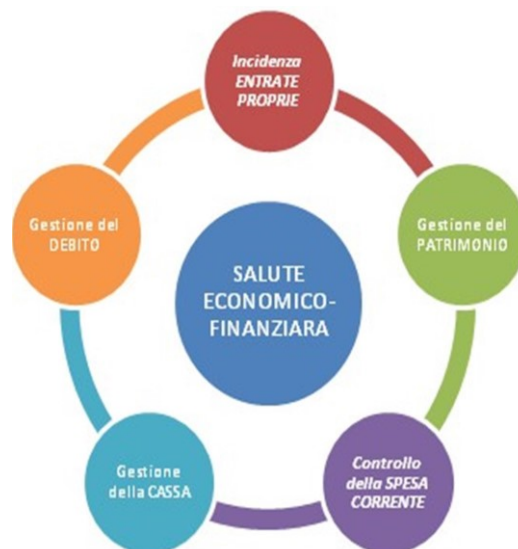 Incidenza
ENTRATE
PROPRIE
Gestione del
DEBITO
Gestione del
PATRIMONIO
SALUTE
ECONOMICO-
FINANZIARA
Gestione
della CASSA
Controllo
della SPESA
CORRENTE